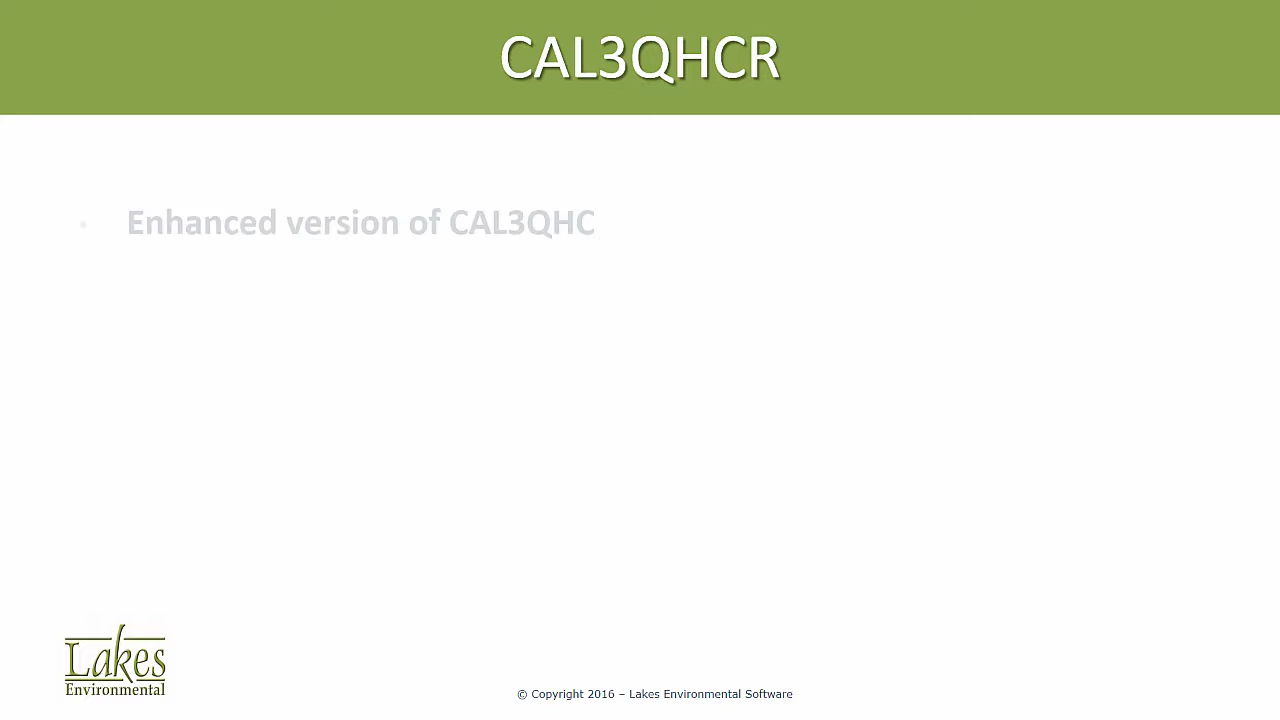 CAL3QHCR
• Enhanced version of CAL3QHC
Lakes
Environmental
© Copyright 2016 – Lakes Environmental Software